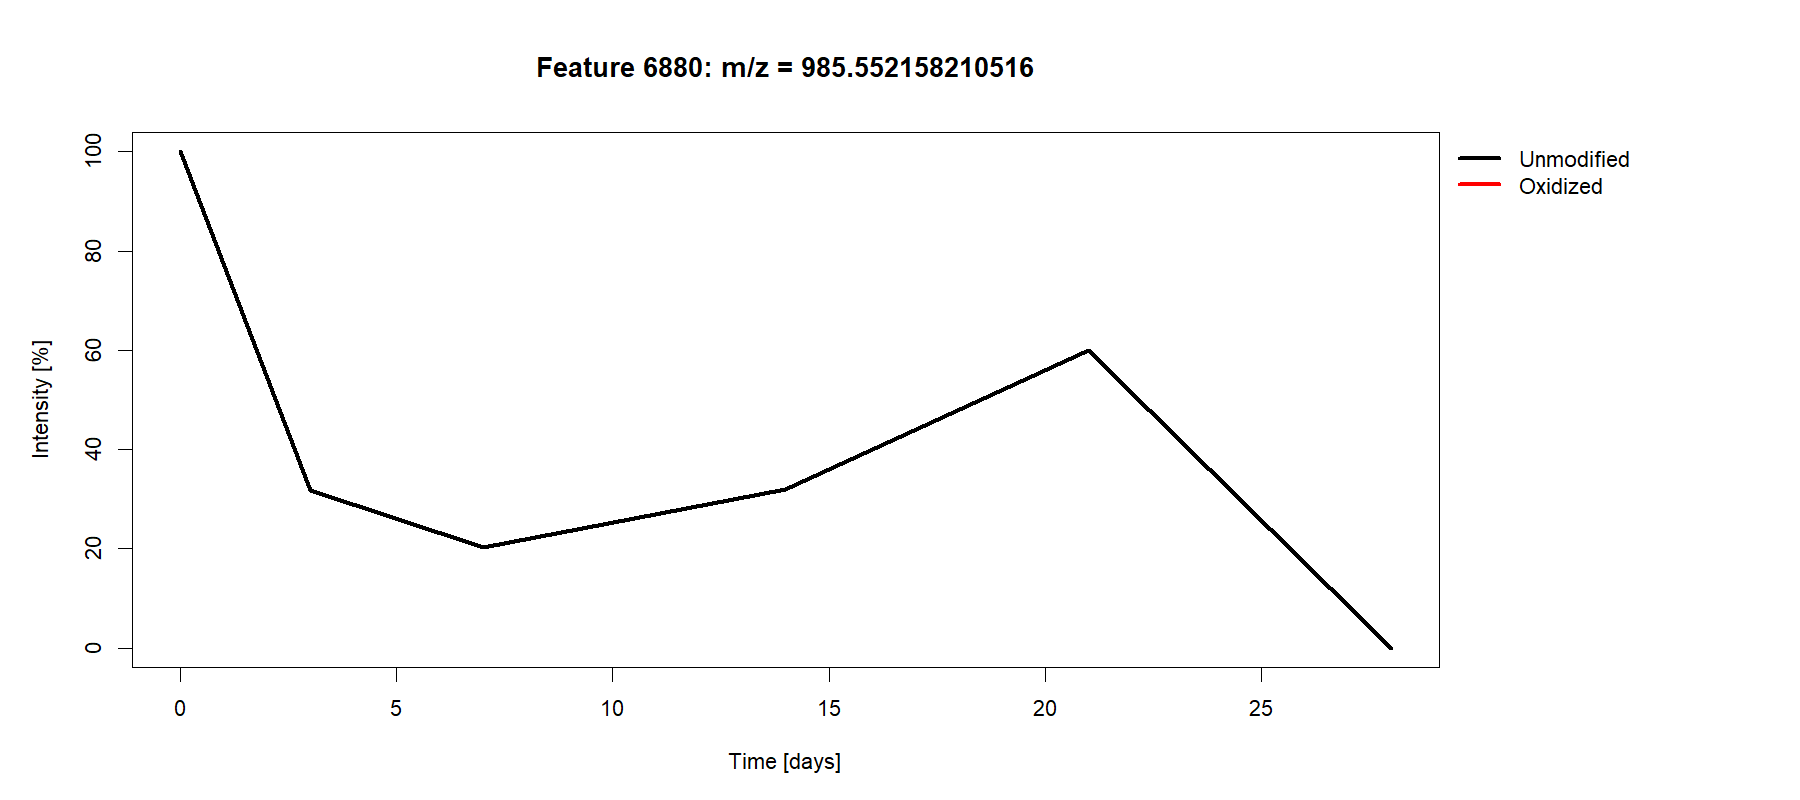 Feature 6880: m/z = 985.552158210516
Unmodified
Oxidized
Intensity [%]
100
80
60
40
20
0
0 5 10 15 20 25
Time [days]